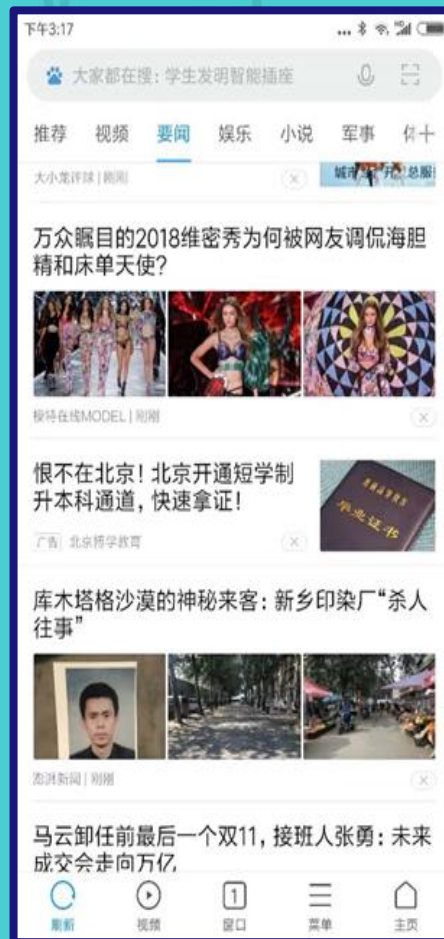 下午3:17
大家都在搜：学生发明智能插座
推荐 视频 要闻 娱乐 小说 军事
大小龙评球 | 刚刚
万众瞩目的2018维密秀为何被网友调侃海胆
精和床单天使？
模特在线MODEL | 刚刚
恨不在北京！北京开通短学制
升本科通道，快速拿证！
毕业证书
广告 北京博学教育
库木塔格沙漠的神秘来客：新乡印染厂“杀人
往事”
澎湃新闻 | 刚刚
马云卸任前最后一个双11，接班人张勇：未来
成交会走向万亿
刷新 视频 窗口 菜单 主页